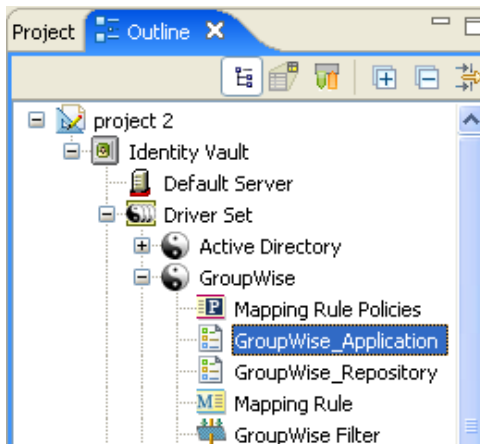 Project Outline
project 2
Identity Vault
Default Server
Driver Set
Active Directory
GroupWise
P Mapping Rule Policies
GroupWise_Application
GroupWise_Repository
M Mapping Rule
GroupWise Filter